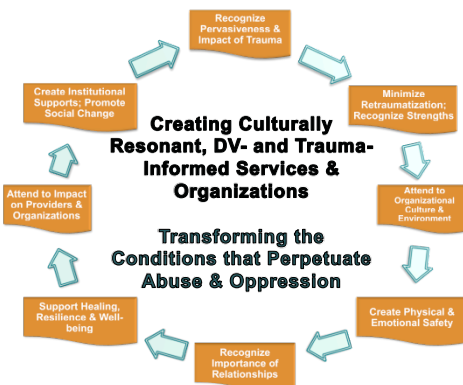 Recognize
Pervasiveness &
Impact of Trauma
Minimize
Retraumatization;
Recognize Strengths
Attend to
Organizational
Culture &
Environment
Create Physical &
Emotional Safety
Recognize
Importance of
Relationships
Support Healing,
Resilience & Well-
being
Attend to Impact
on Providers &
Organizations
Create Institutional
Supports; Promote
Social Change
Creating Culturally
Resonant, DV- and Trauma-
Informed Services &
Organizations
Transforming the
Conditions that Perpetuate
Abuse & Oppression